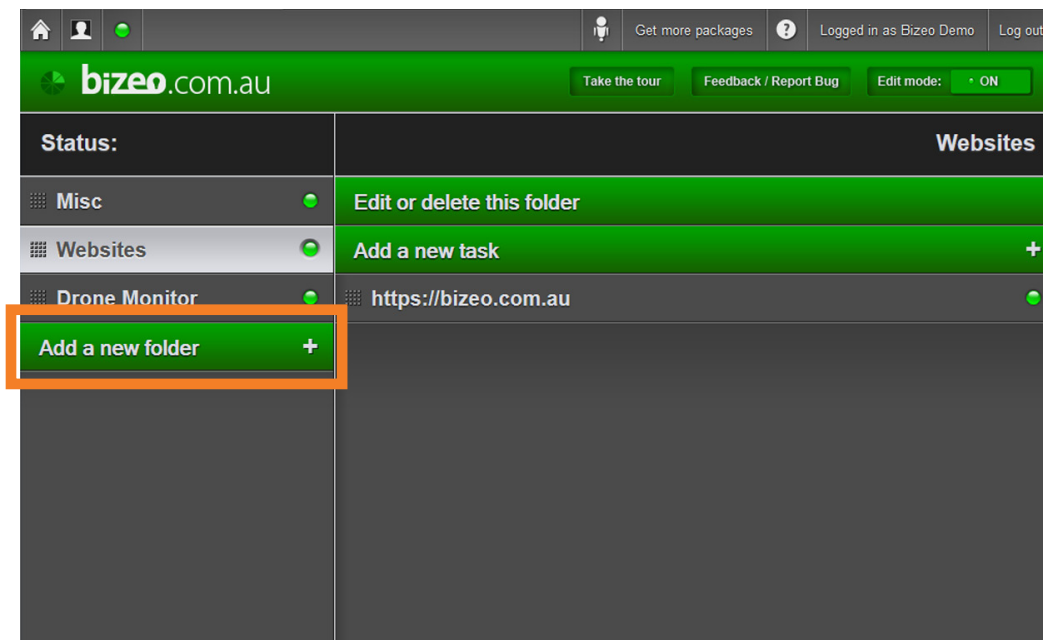 Get more packages ? Logged in as Bizeo Demo Log out
bizeo.com.au Take the tour Feedback / Report Bug Edit mode: ON
Status: Websites
Misc Edit or delete this folder
Websites Add a new task +
Drone Monitor https://bizeo.com.au
Add a new folder +